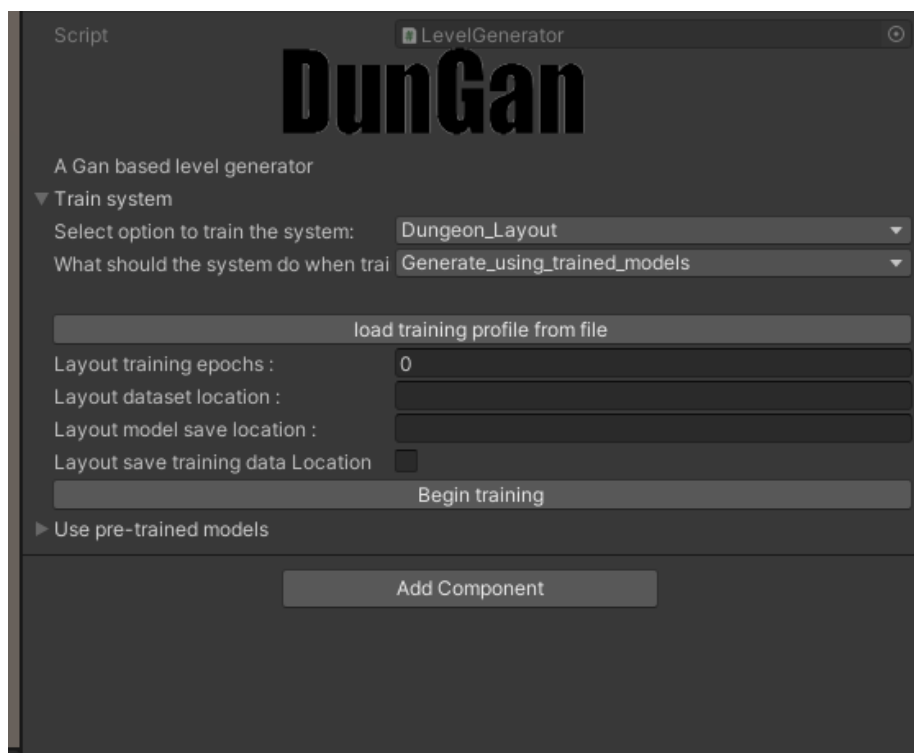 Script LevelGenerator
DunGan
A Gan based level generator
Train system
Select option to train the system: Dungeon_Layout
What should the system do when trai Generate_using_trained_models
load training profile from file
Layout training epochs : 0
Layout dataset location :
Layout model save location :
Layout save training data Location
Begin training
Use pre-trained models
Add Component